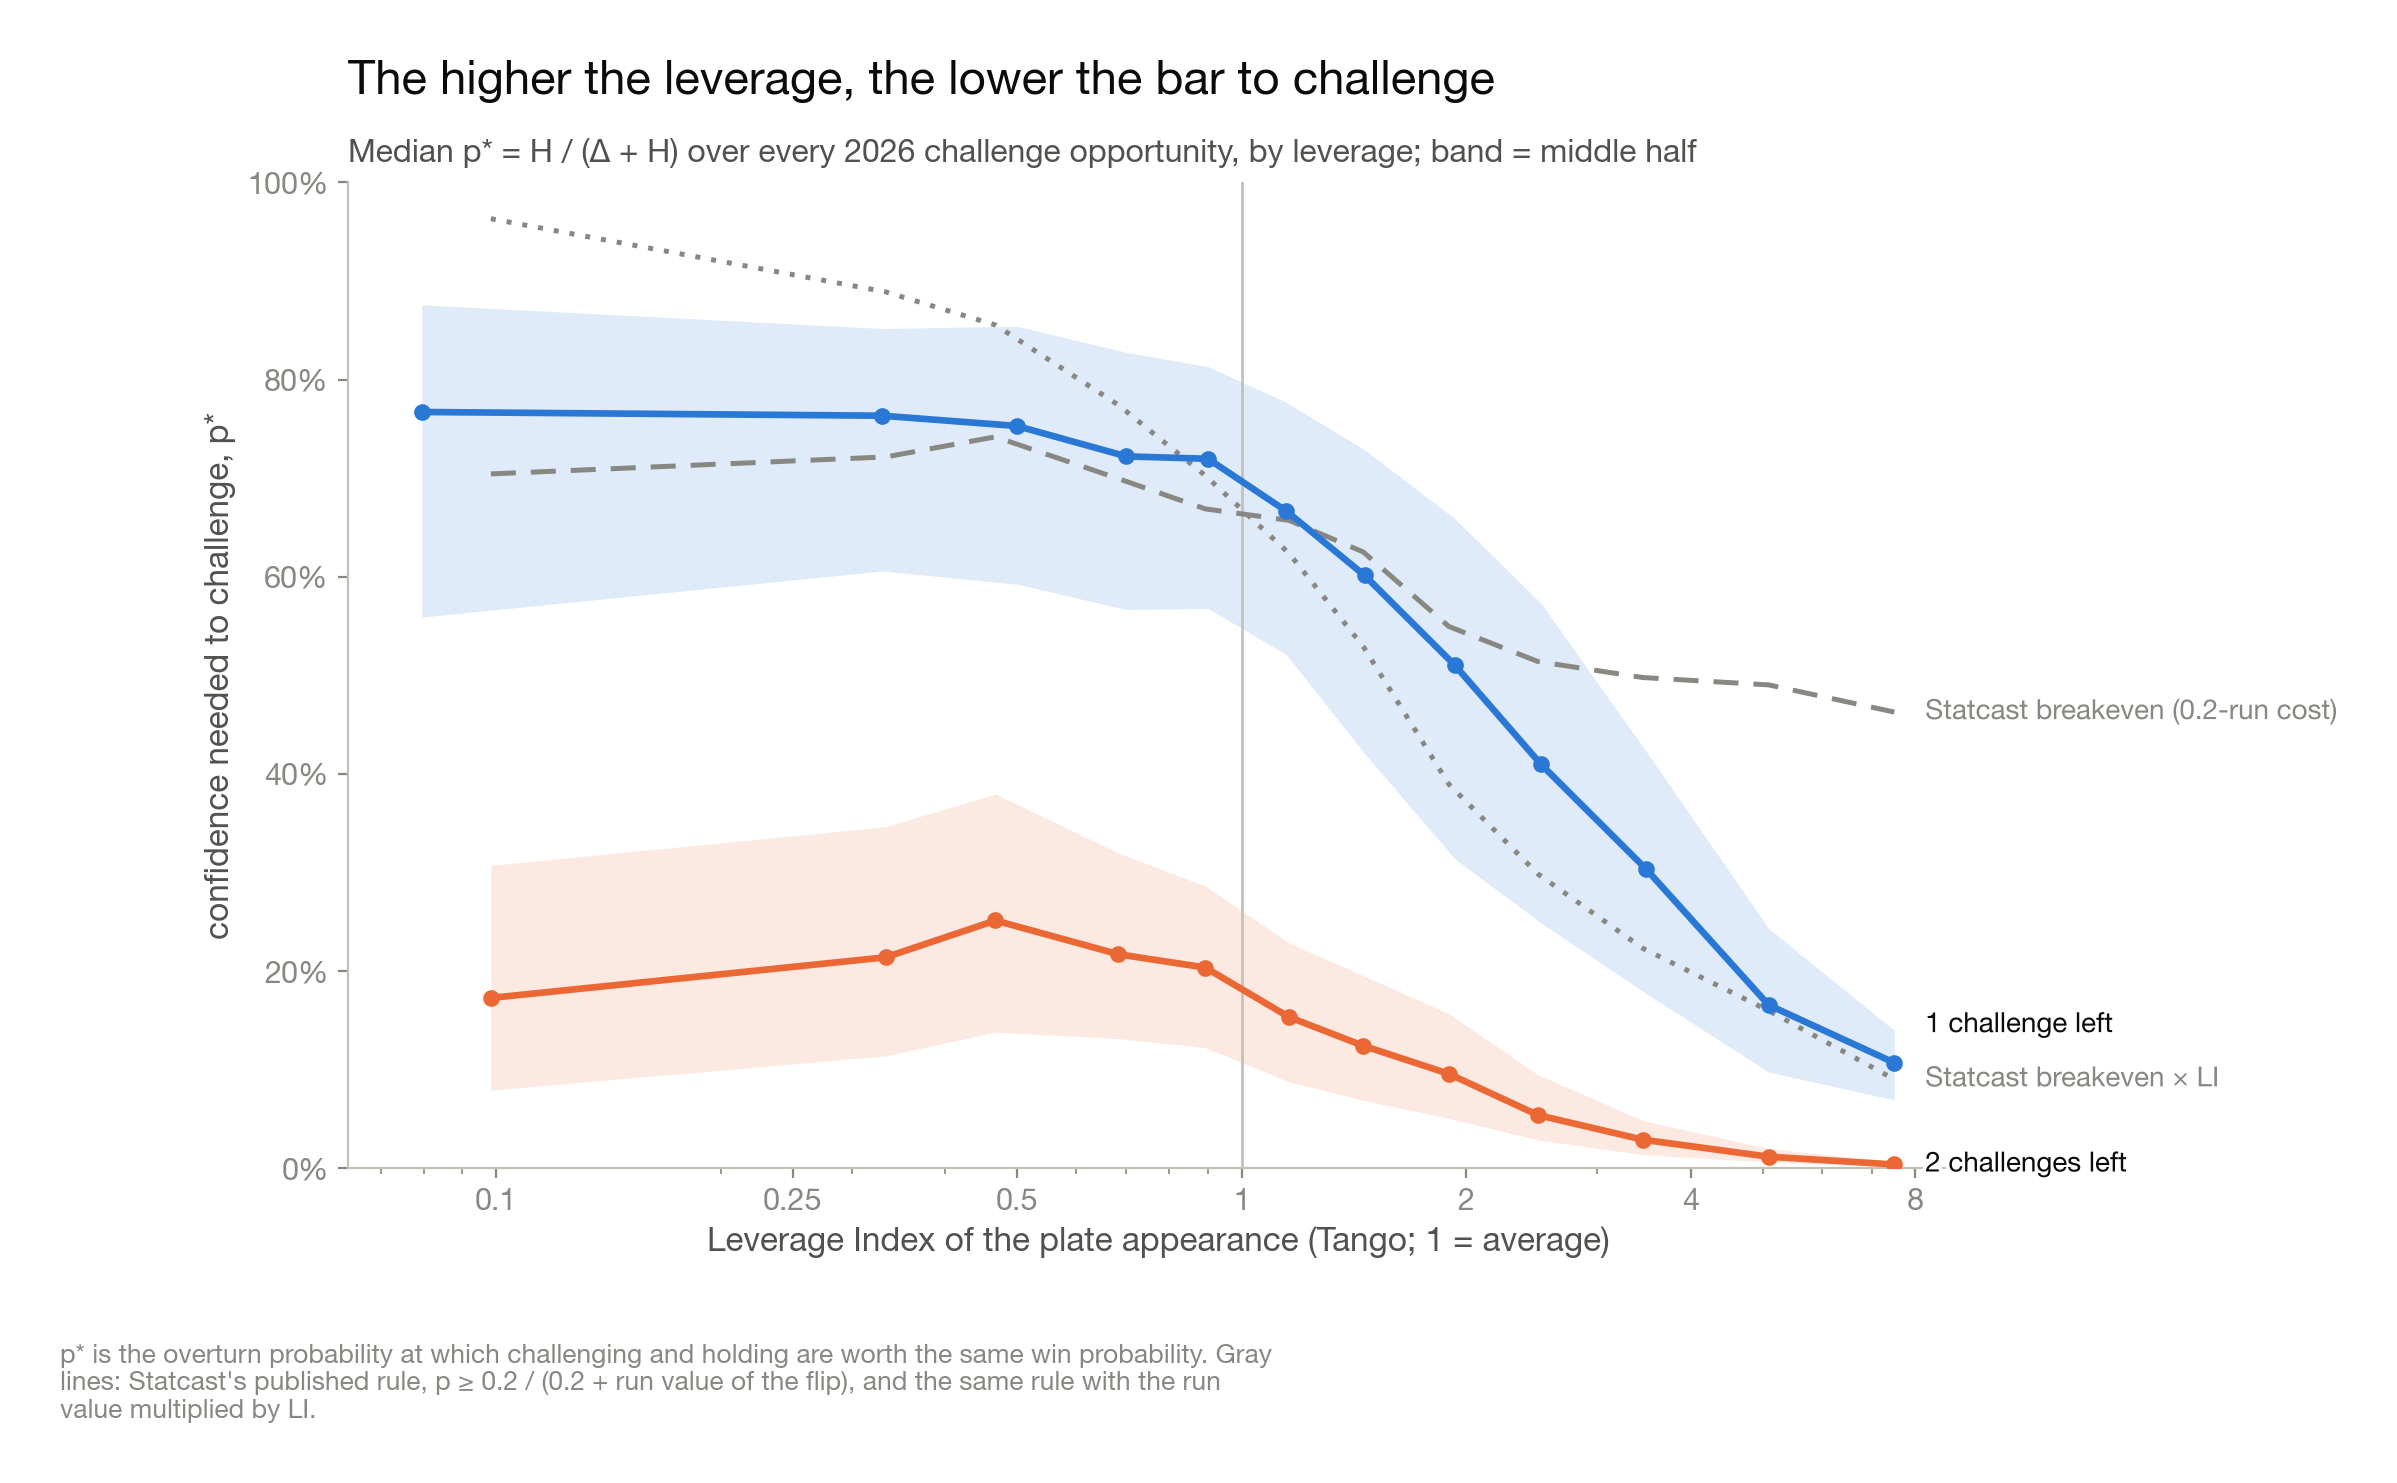 The higher the leverage, the lower the bar to challenge
Median p* = H / (Δ + H) over every 2026 challenge opportunity, by leverage; band = middle half
100%
80%
60%
40%
20%
0%
confidence needed to challenge, p*
Statcast breakeven (0.2-run cost)
1 challenge left
Statcast breakeven × LI
2 challenges left
0.1
0.25
0.5
1
2
4
8
Leverage Index of the plate appearance (Tango; 1 = average)
p* is the overturn probability at which challenging and holding are worth the same win probability. Gray
lines: Statcast's published rule, p ≥ 0.2 / (0.2 + run value of the flip), and the same rule with the run
value multiplied by LI.